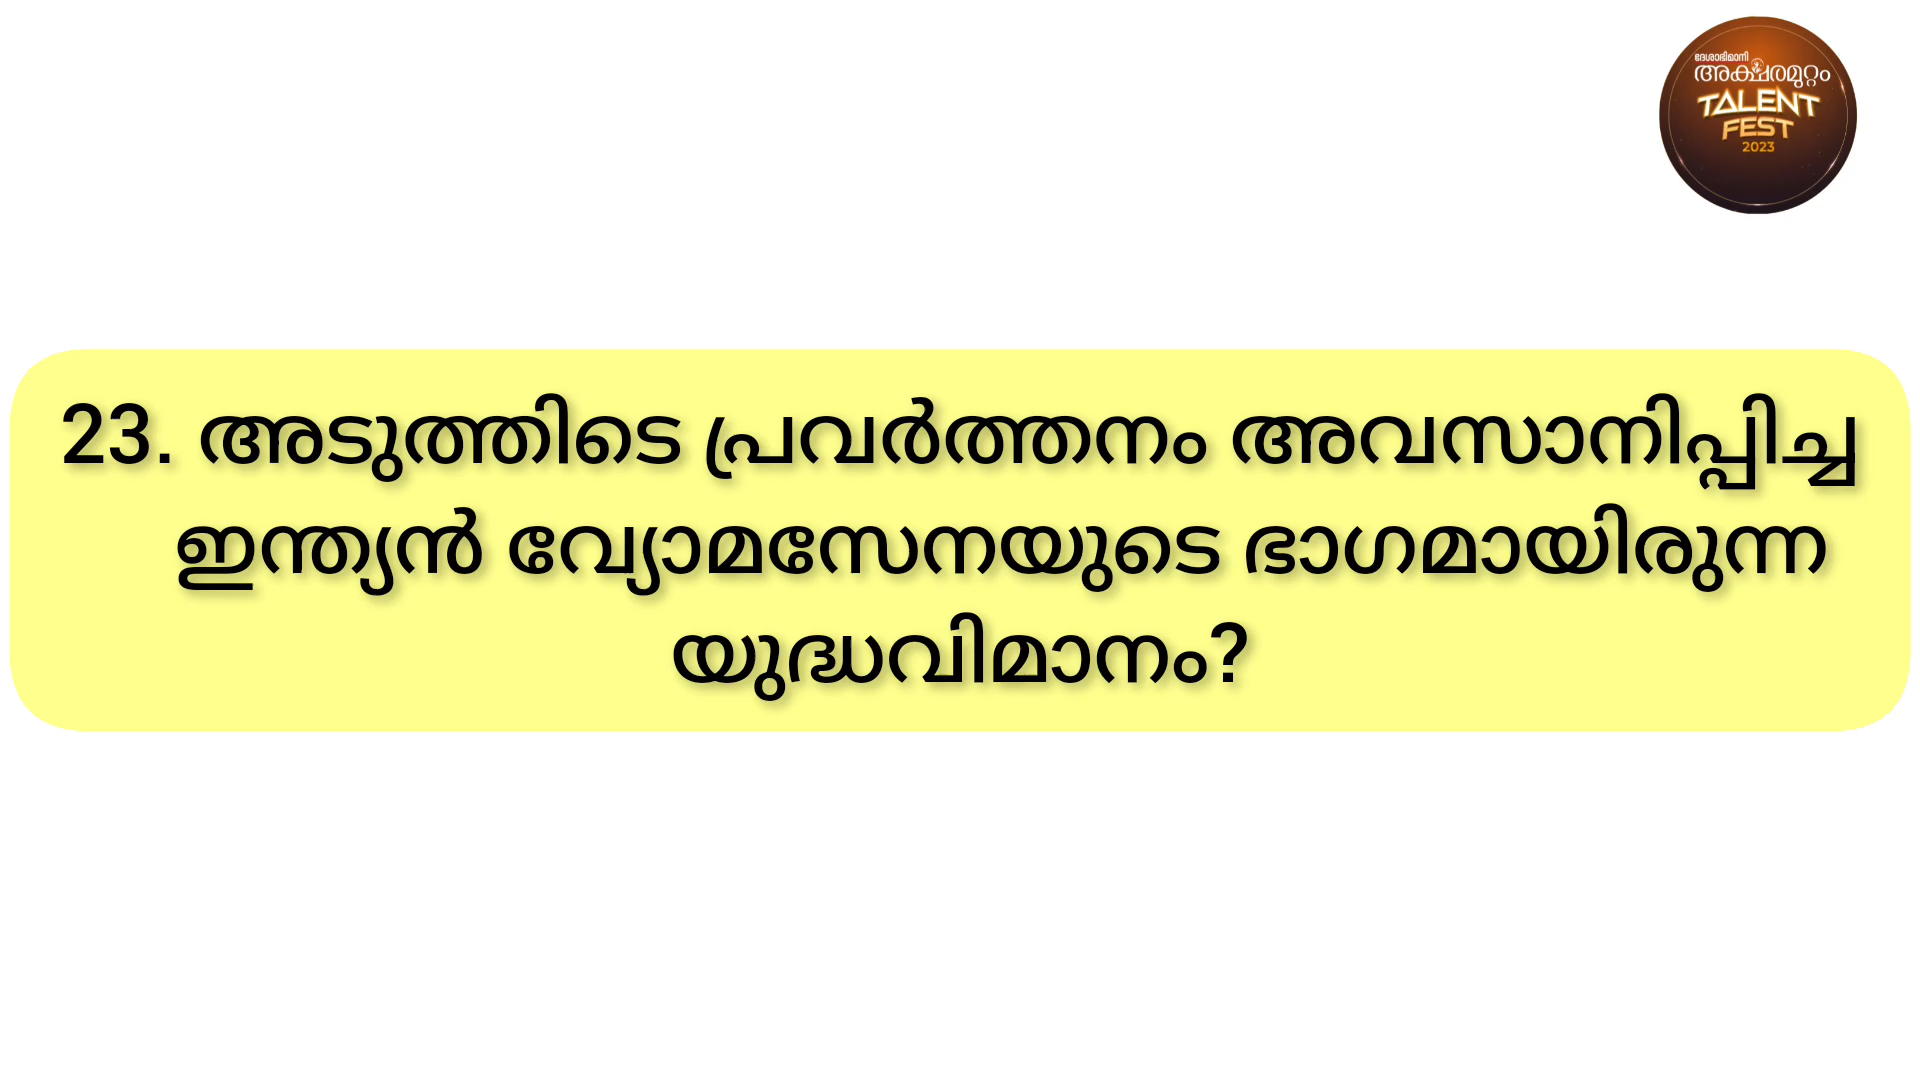 ദേശാഭിമാനി
അക്ഷരമുറ്റം
TALENT
FEST
2023
23. അടുത്തിടെ പ്രവർത്തനം അവസാനിപ്പിച്ച
ഇന്ത്യൻ വ്യോമസേനയുടെ ഭാഗമായിരുന്ന
യുദ്ധവിമാനം?